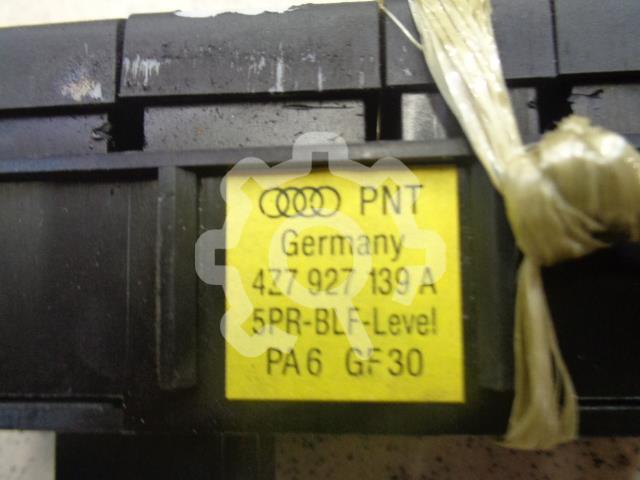 PNT
Germany
4Z7 927 139 A
5PR-BLF-Level
PA6 GF30